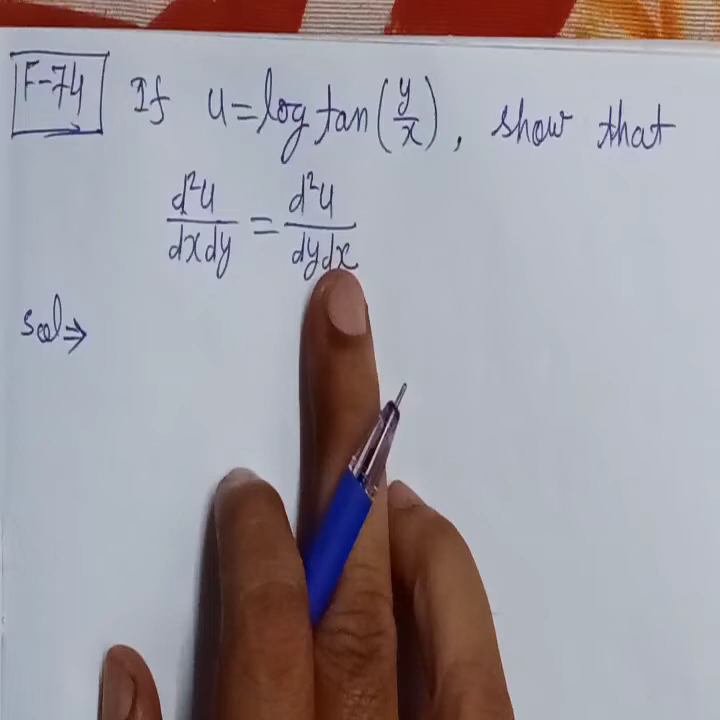 F-74 If u=log tan(y/x), show that
d²u/dxdy = d²u/dydx
Sol⇒